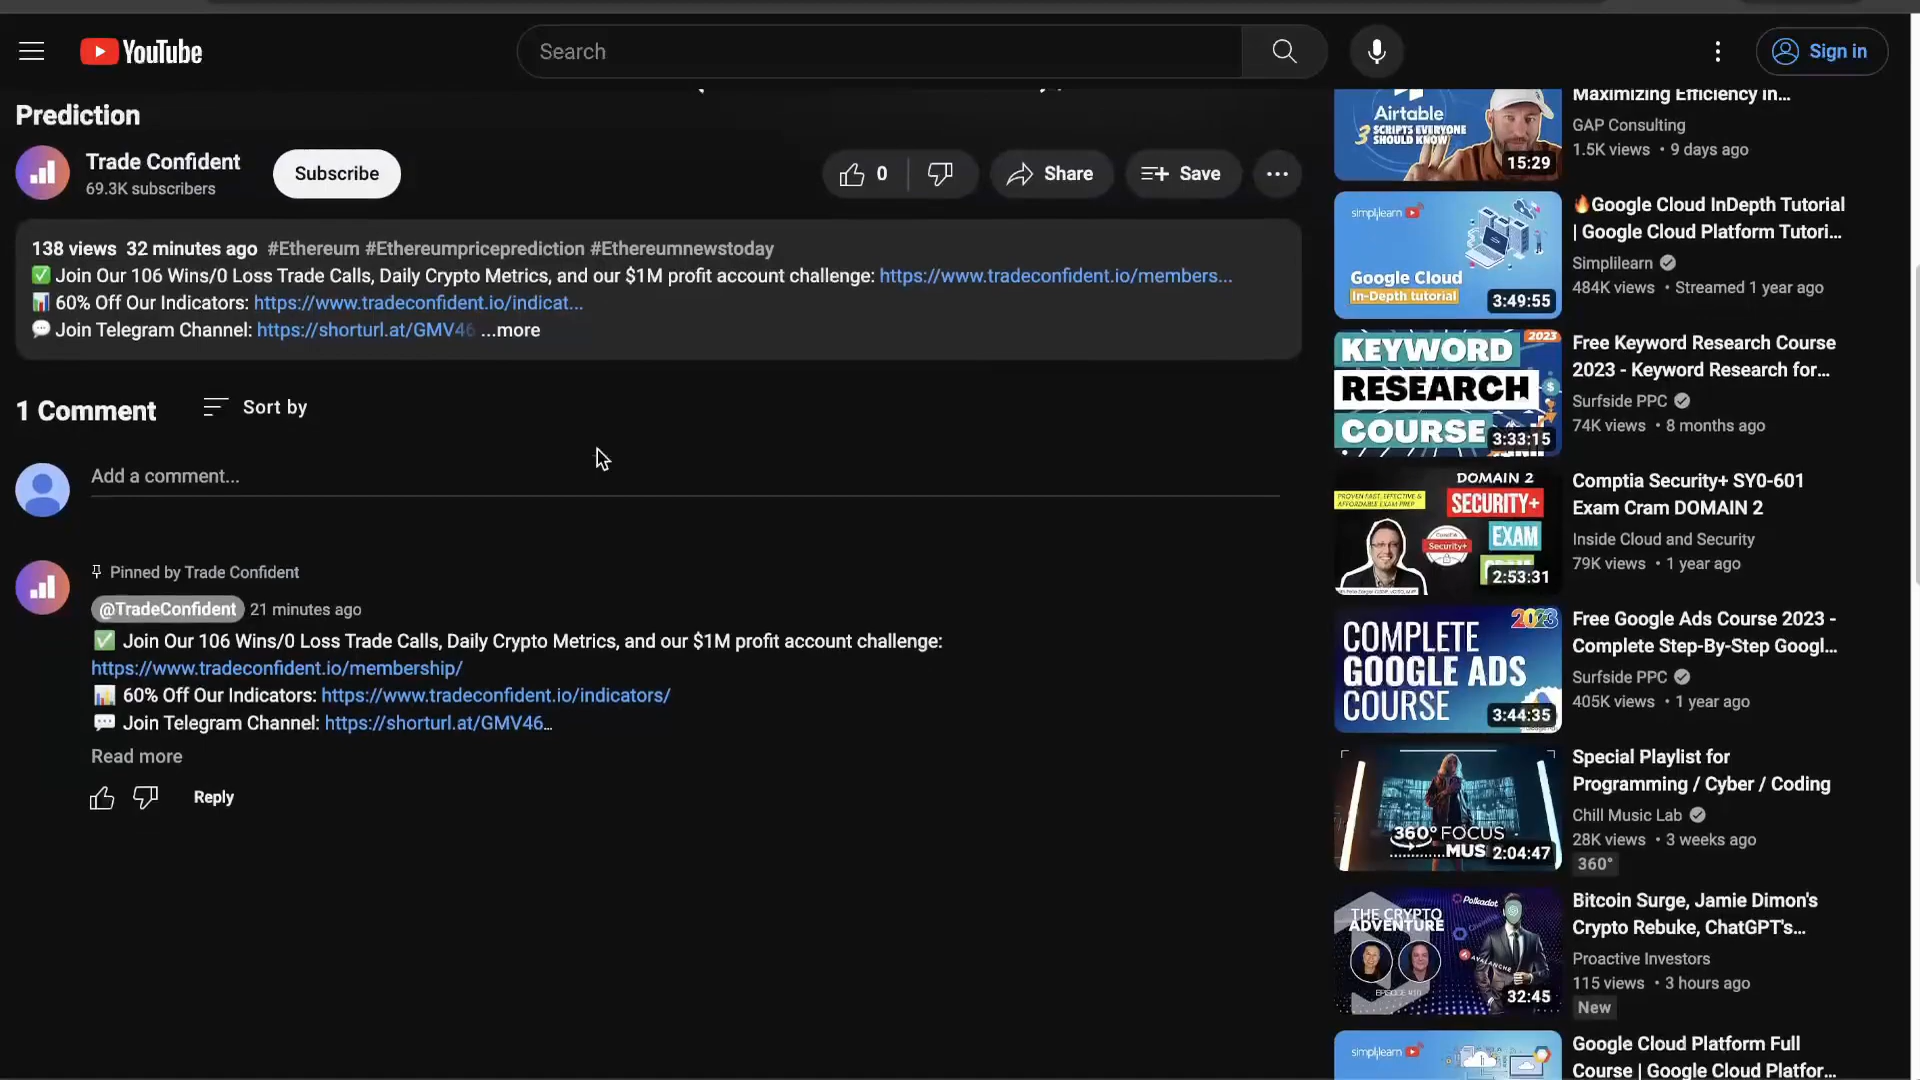 YouTube
Search
Sign in
Prediction
Trade Confident
69.3K subscribers
Subscribe
0
Share
Save
138 views 32 minutes ago #Ethereum #Ethereumpriceprediction #Ethereumnewstoday
✅ Join Our 106 Wins/0 Loss Trade Calls, Daily Crypto Metrics, and our $1M profit account challenge: https://www.tradeconfident.io/members...
📊 60% Off Our Indicators: https://www.tradeconfident.io/indicat...
💬 Join Telegram Channel: https://shorturl.at/GMV46 ...more
1 Comment
Sort by
Add a comment...
Pinned by Trade Confident
@TradeConfident 21 minutes ago
✅ Join Our 106 Wins/0 Loss Trade Calls, Daily Crypto Metrics, and our $1M profit account challenge:
https://www.tradeconfident.io/membership/
📊 60% Off Our Indicators: https://www.tradeconfident.io/indicators/
💬 Join Telegram Channel: https://shorturl.at/GMV46...
Read more
Reply
Airtable
3 SCRIPTS EVERYONE
SHOULD KNOW
15:29
Maximizing Efficiency in...
GAP Consulting
1.5K views • 9 days ago
simplilearn
Google Cloud
In-Depth tutorial
3:49:55
🔥Google Cloud InDepth Tutorial
| Google Cloud Platform Tutori...
Simplilearn
484K views • Streamed 1 year ago
2023
KEYWORD
RESEARCH
COURSE
3:33:15
Free Keyword Research Course
2023 - Keyword Research for...
Surfside PPC
74K views • 8 months ago
DOMAIN 2
PROVEN FAST, EFFECTIVE &
AFFORDABLE EXAM PREP
SECURITY+
Security+
EXAM
2:53:31
Comptia Security+ SY0-601
Exam Cram DOMAIN 2
Inside Cloud and Security
79K views • 1 year ago
2023
COMPLETE
GOOGLE ADS
COURSE
3:44:35
Free Google Ads Course 2023 -
Complete Step-By-Step Googl...
Surfside PPC
405K views • 1 year ago
360° FOCUS
MUS
2:04:47
Special Playlist for
Programming / Cyber / Coding
Chill Music Lab
28K views • 3 weeks ago
360°
THE CRYPTO
ADVENTURE
Polkadot
AVALANCHE
32:45
Bitcoin Surge, Jamie Dimon's
Crypto Rebuke, ChatGPT's...
Proactive Investors
115 views • 3 hours ago
New
simplilearn
Google Cloud Platform Full
Course | Google Cloud Platfor...